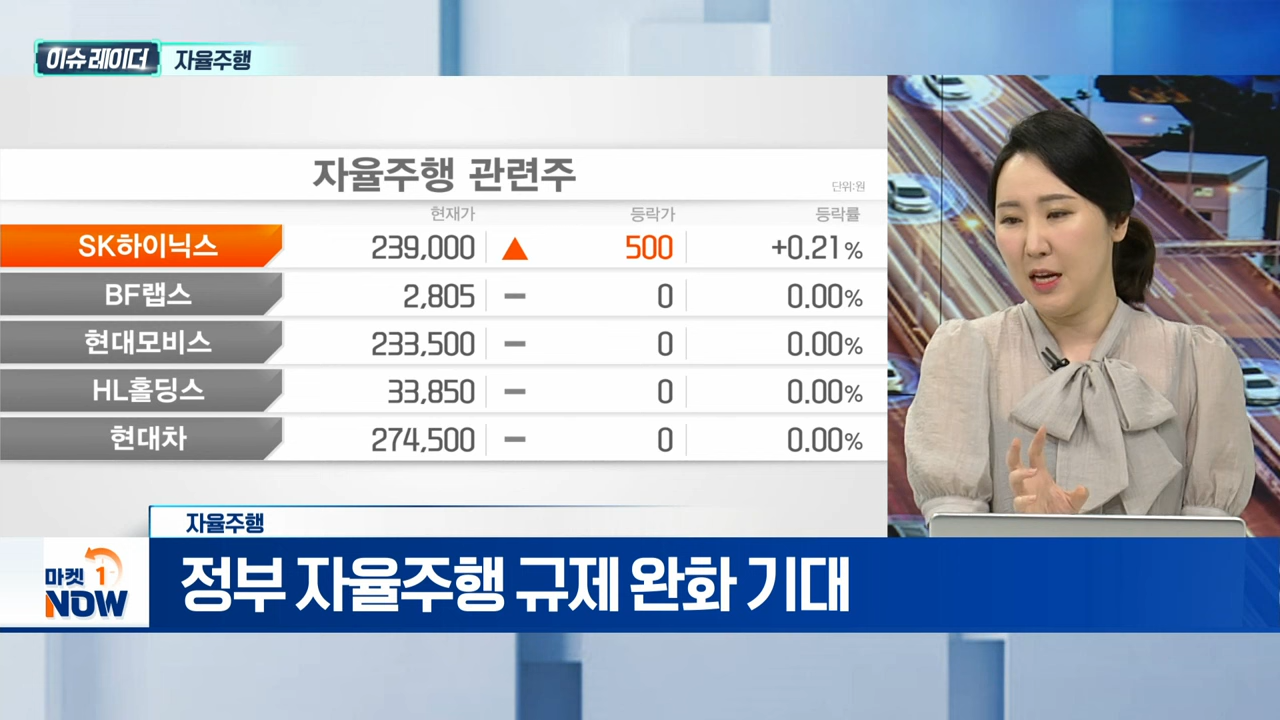 이슈 레이더 자율주행
자율주행 관련주
단위:원
현재가 등락가 등락률
SK하이닉스 239,000 ▲ 500 +0.21%
BF랩스 2,805 - 0 0.00%
현대모비스 233,500 - 0 0.00%
HL홀딩스 33,850 - 0 0.00%
현대차 274,500 - 0 0.00%
자율주행
마켓 1
NOW
정부 자율주행 규제 완화 기대